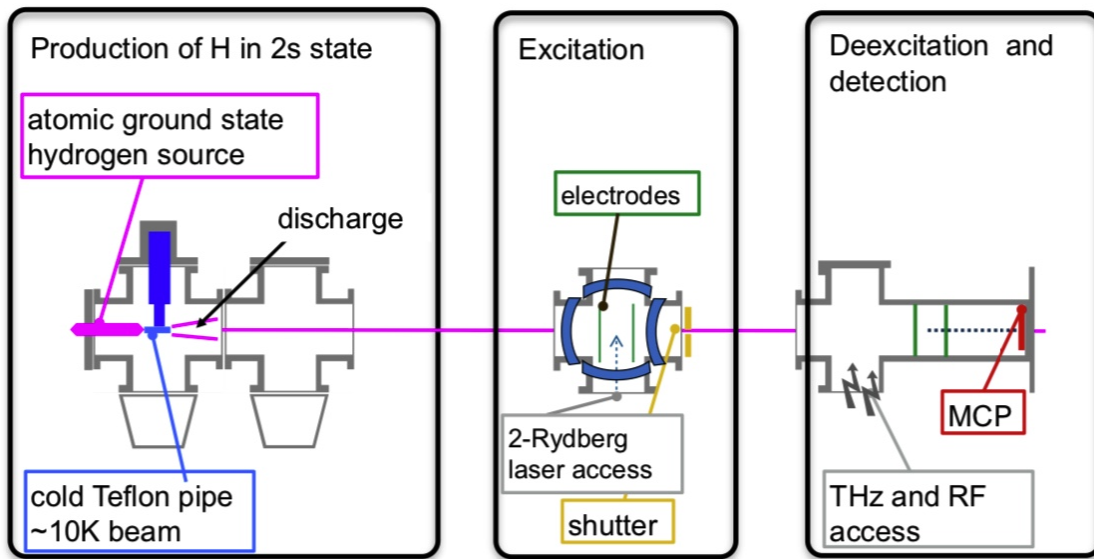 Production of H in 2s state
atomic ground state
hydrogen source
discharge
cold Teflon pipe
~10K beam
Excitation
electrodes
2-Rydberg
laser access
shutter
Deexcitation and
detection
MCP
THz and RF
access